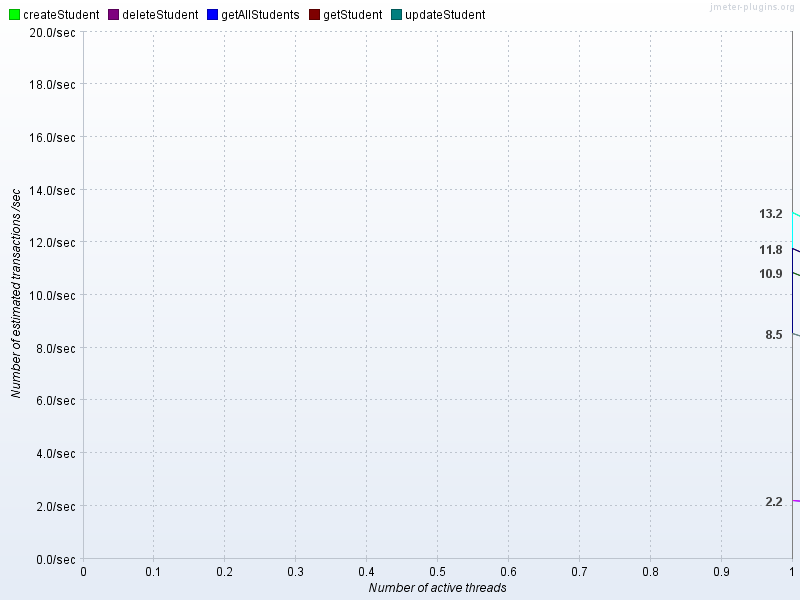 createStudent deleteStudent getAllStudents getStudent updateStudent
jmeter-plugins.org
20.0/sec
18.0/sec
16.0/sec
14.0/sec
12.0/sec
10.0/sec
8.0/sec
6.0/sec
4.0/sec
2.0/sec
0.0/sec
Number of estimated transactions /sec
13.2
11.8
10.9
8.5
2.2
0 0.1 0.2 0.3 0.4 0.5 0.6 0.7 0.8 0.9 1
Number of active threads